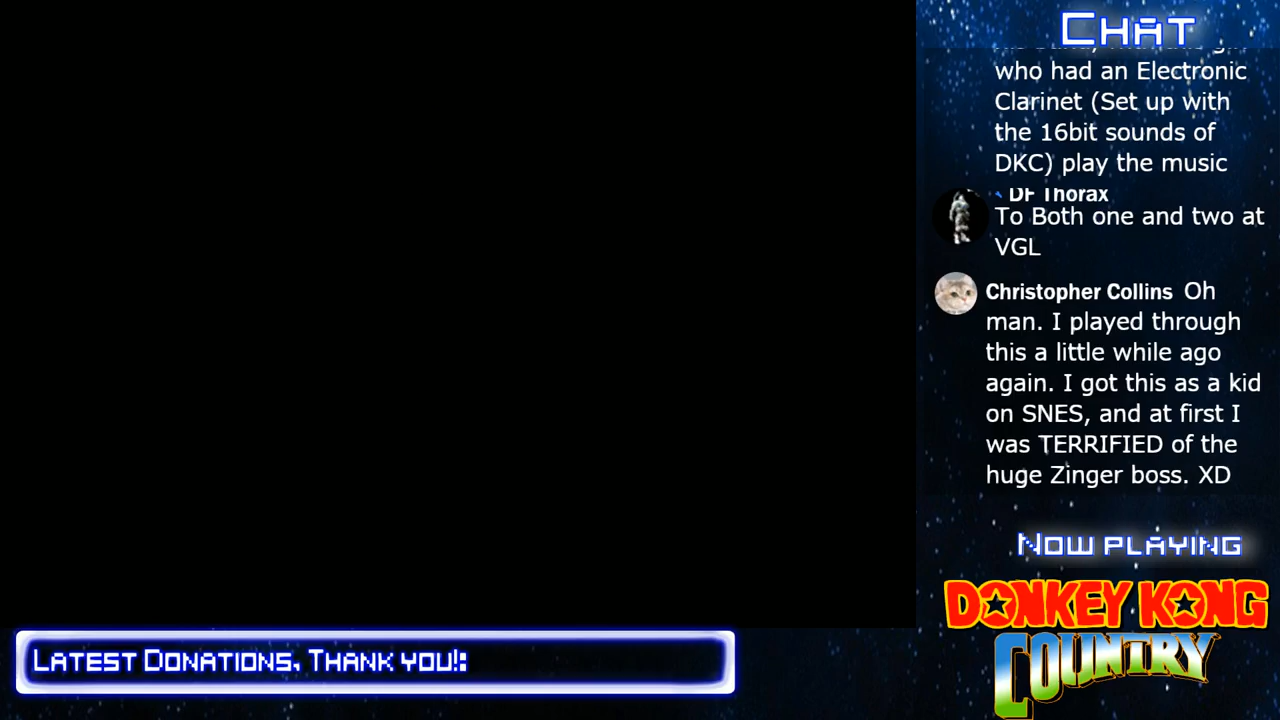 CHAT
who had an Electronic
Clarinet (Set up with
the 16bit sounds of
DKC) play the music
DF Thorax
To Both one and two at
VGL
Christopher Collins Oh
man. I played through
this a little while ago
again. I got this as a kid
on SNES, and at first I
was TERRIFIED of the
huge Zinger boss. XD
NOW PLAYING
DONKEY KONG
COUNTRY
LATEST DONATIONS, THANK YOU!: